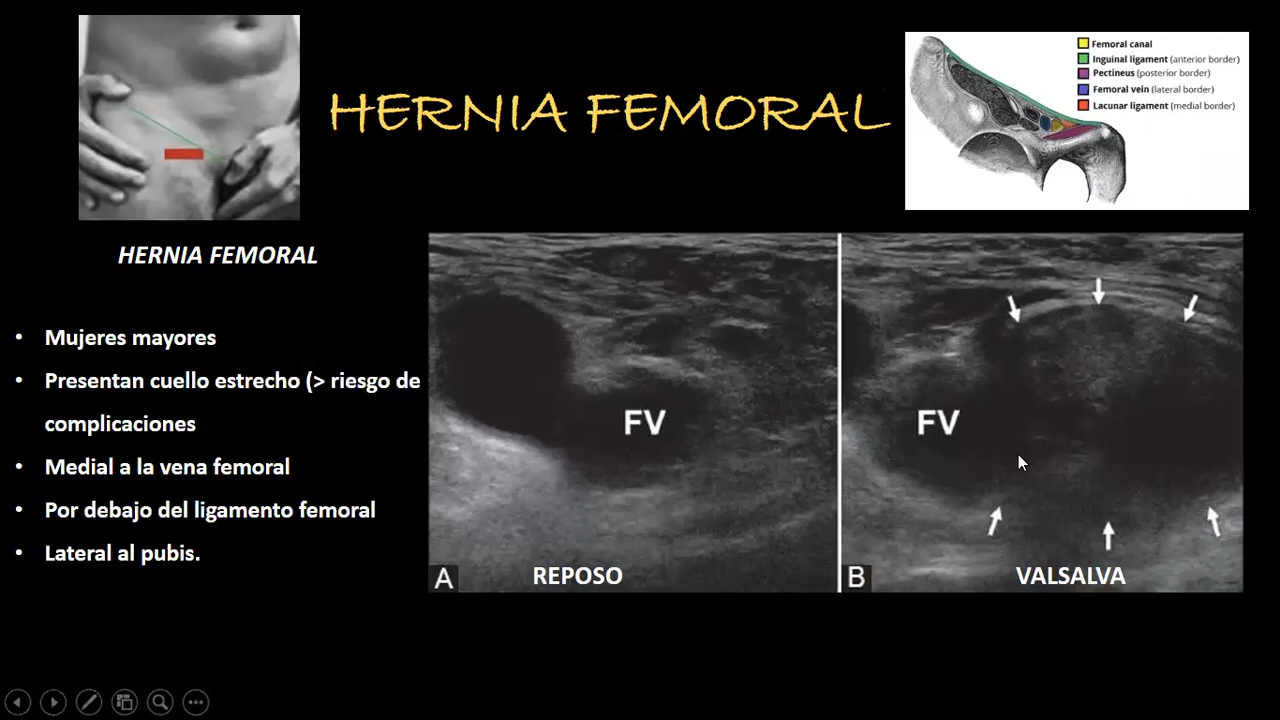 HERNIA FEMORAL
Femoral canal
Inguinal ligament (anterior border)
Pectineus (posterior border)
Femoral vein (lateral border)
Lacunar ligament (medial border)
HERNIA FEMORAL
• Mujeres mayores
• Presentan cuello estrecho (> riesgo de
complicaciones
• Medial a la vena femoral
• Por debajo del ligamento femoral
• Lateral al pubis.
FV
A
REPOSO
FV
B
VALSALVA